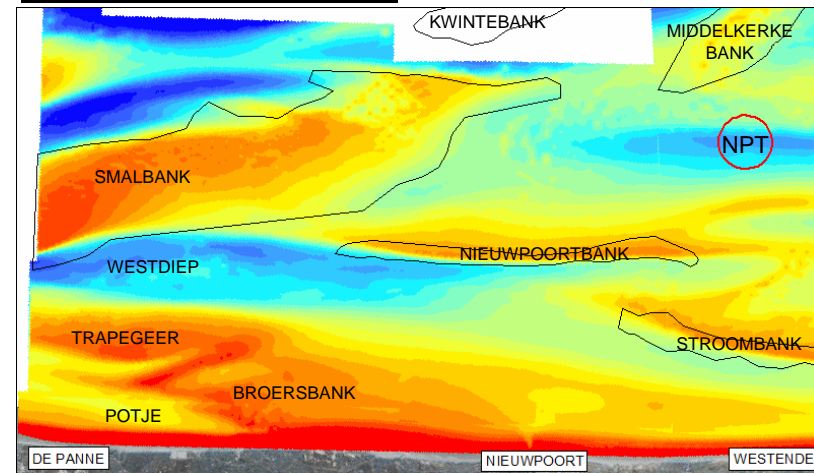 KWINTEBANK
MIDDELKERKE
BANK
NPT
SMALBANK
NIEUWPOORTBANK
WESTDIEP
TRAPEGEER
STROOMBANK
BROERSBANK
POTJE
DE PANNE
NIEUWPOORT
WESTENDE